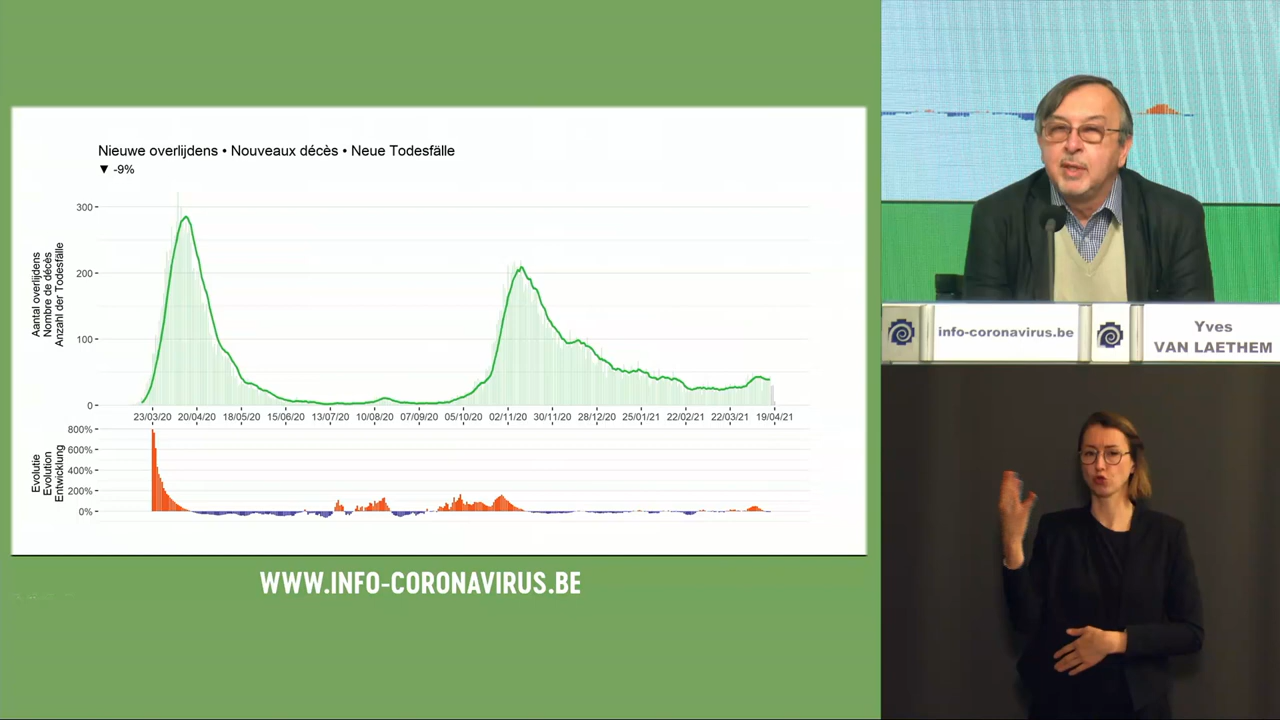 Nieuwe overlijdens • Nouveaux décès • Neue Todesfälle
▼ -9%
Aantal overlijdens
Nombre de décès
Anzahl der Todesfälle
300
200
100
0
23/03/20 20/04/20 18/05/20 15/06/20 13/07/20 10/08/20 07/09/20 05/10/20 02/11/20 30/11/20 28/12/20 25/01/21 22/02/21 22/03/21 19/04/21
Evolutie
Evolution
Entwicklung
800%
600%
400%
200%
0%
WWW.INFO-CORONAVIRUS.BE
info-coronavirus.be
Yves
VAN LAETHEM